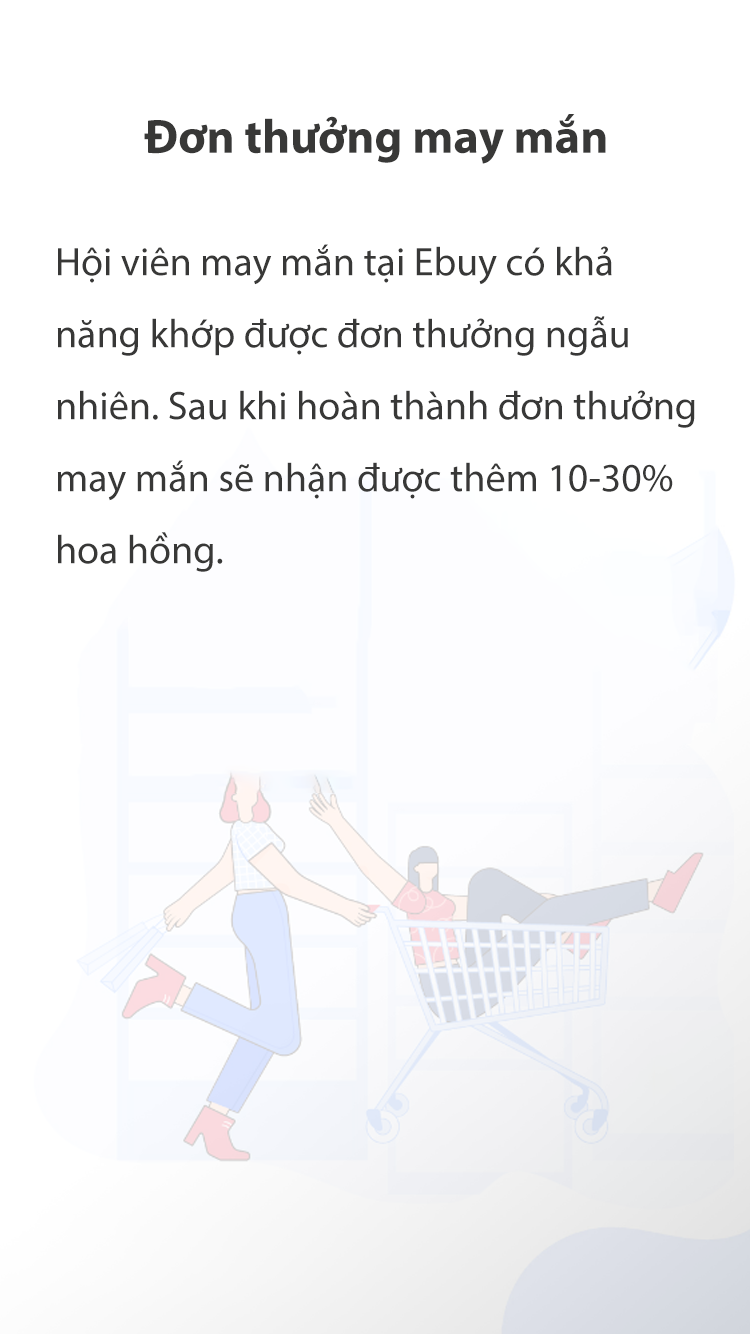 Đơn thưởng may mắn
Hội viên may mắn tại Ebuy có khả
năng khớp được đơn thưởng ngẫu
nhiên. Sau khi hoàn thành đơn thưởng
may mắn sẽ nhận được thêm 10-30%
hoa hồng.